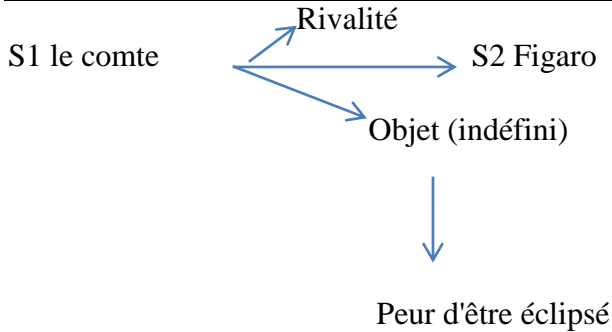 Rivalité
S1 le comte S2 Figaro
Objet (indéfini)
Peur d'être éclipsé